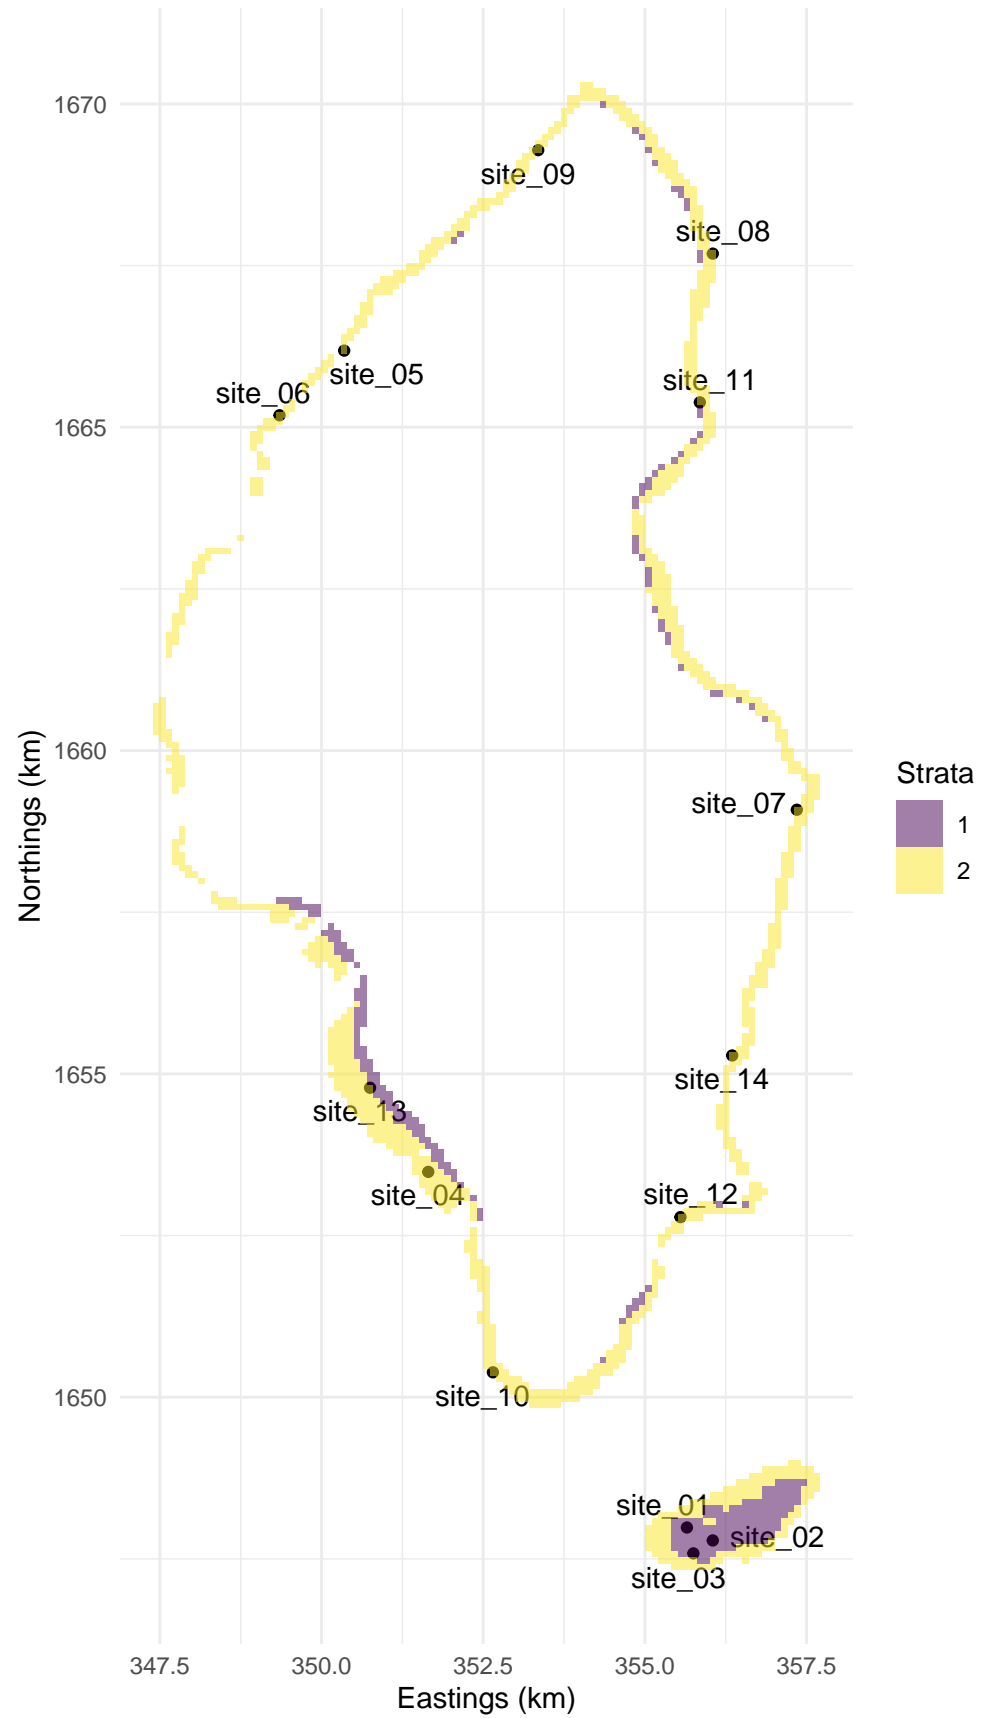 1670
site_09
site_08
site_05
site_11
site_06
1665
1660
site_07
Strata
1
2
Northings (km)
1655
site_14
site_13
site_04
site_12
1650
site_10
site_01
site_02
site_03
347.5 350.0 352.5 355.0 357.5
Eastings (km)